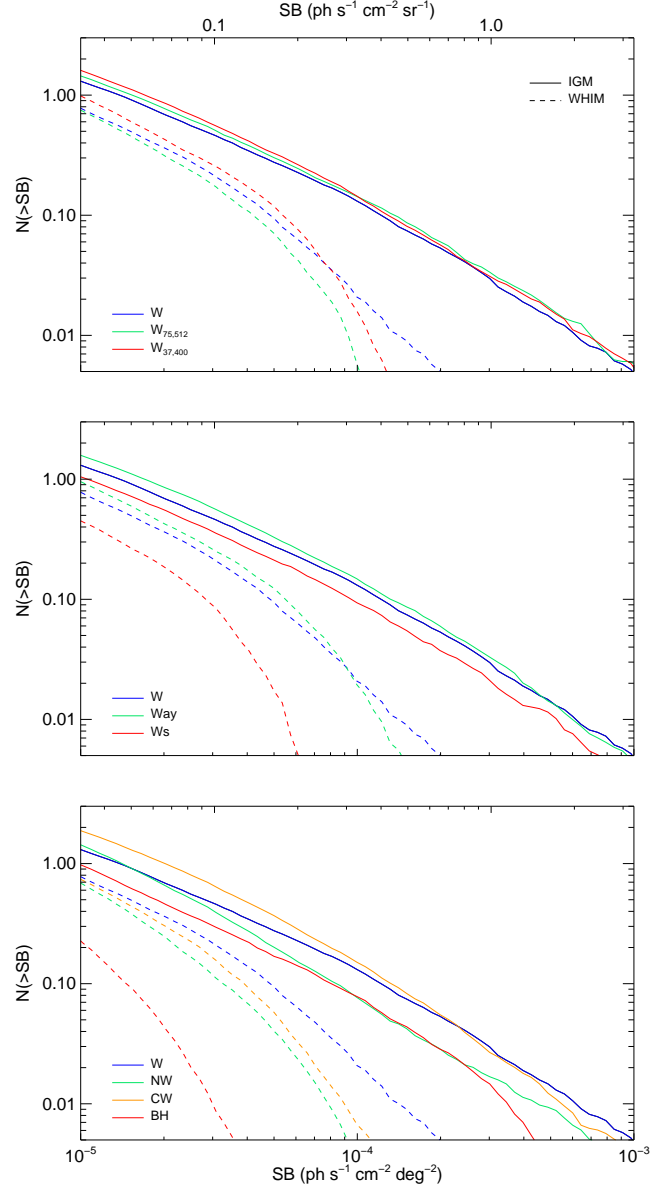 SB (ph s⁻¹ cm⁻² sr⁻¹)
0.1 1.0
IGM
WHIM
1.00
0.10
0.01
N(>SB)
W
W₇₅,₅₁₂
W₃₇,₄₀₀
1.00
0.10
0.01
N(>SB)
W
Way
Ws
1.00
0.10
0.01
N(>SB)
W
NW
CW
BH
10⁻⁵ 10⁻⁴ 10⁻³
SB (ph s⁻¹ cm⁻² deg⁻²)